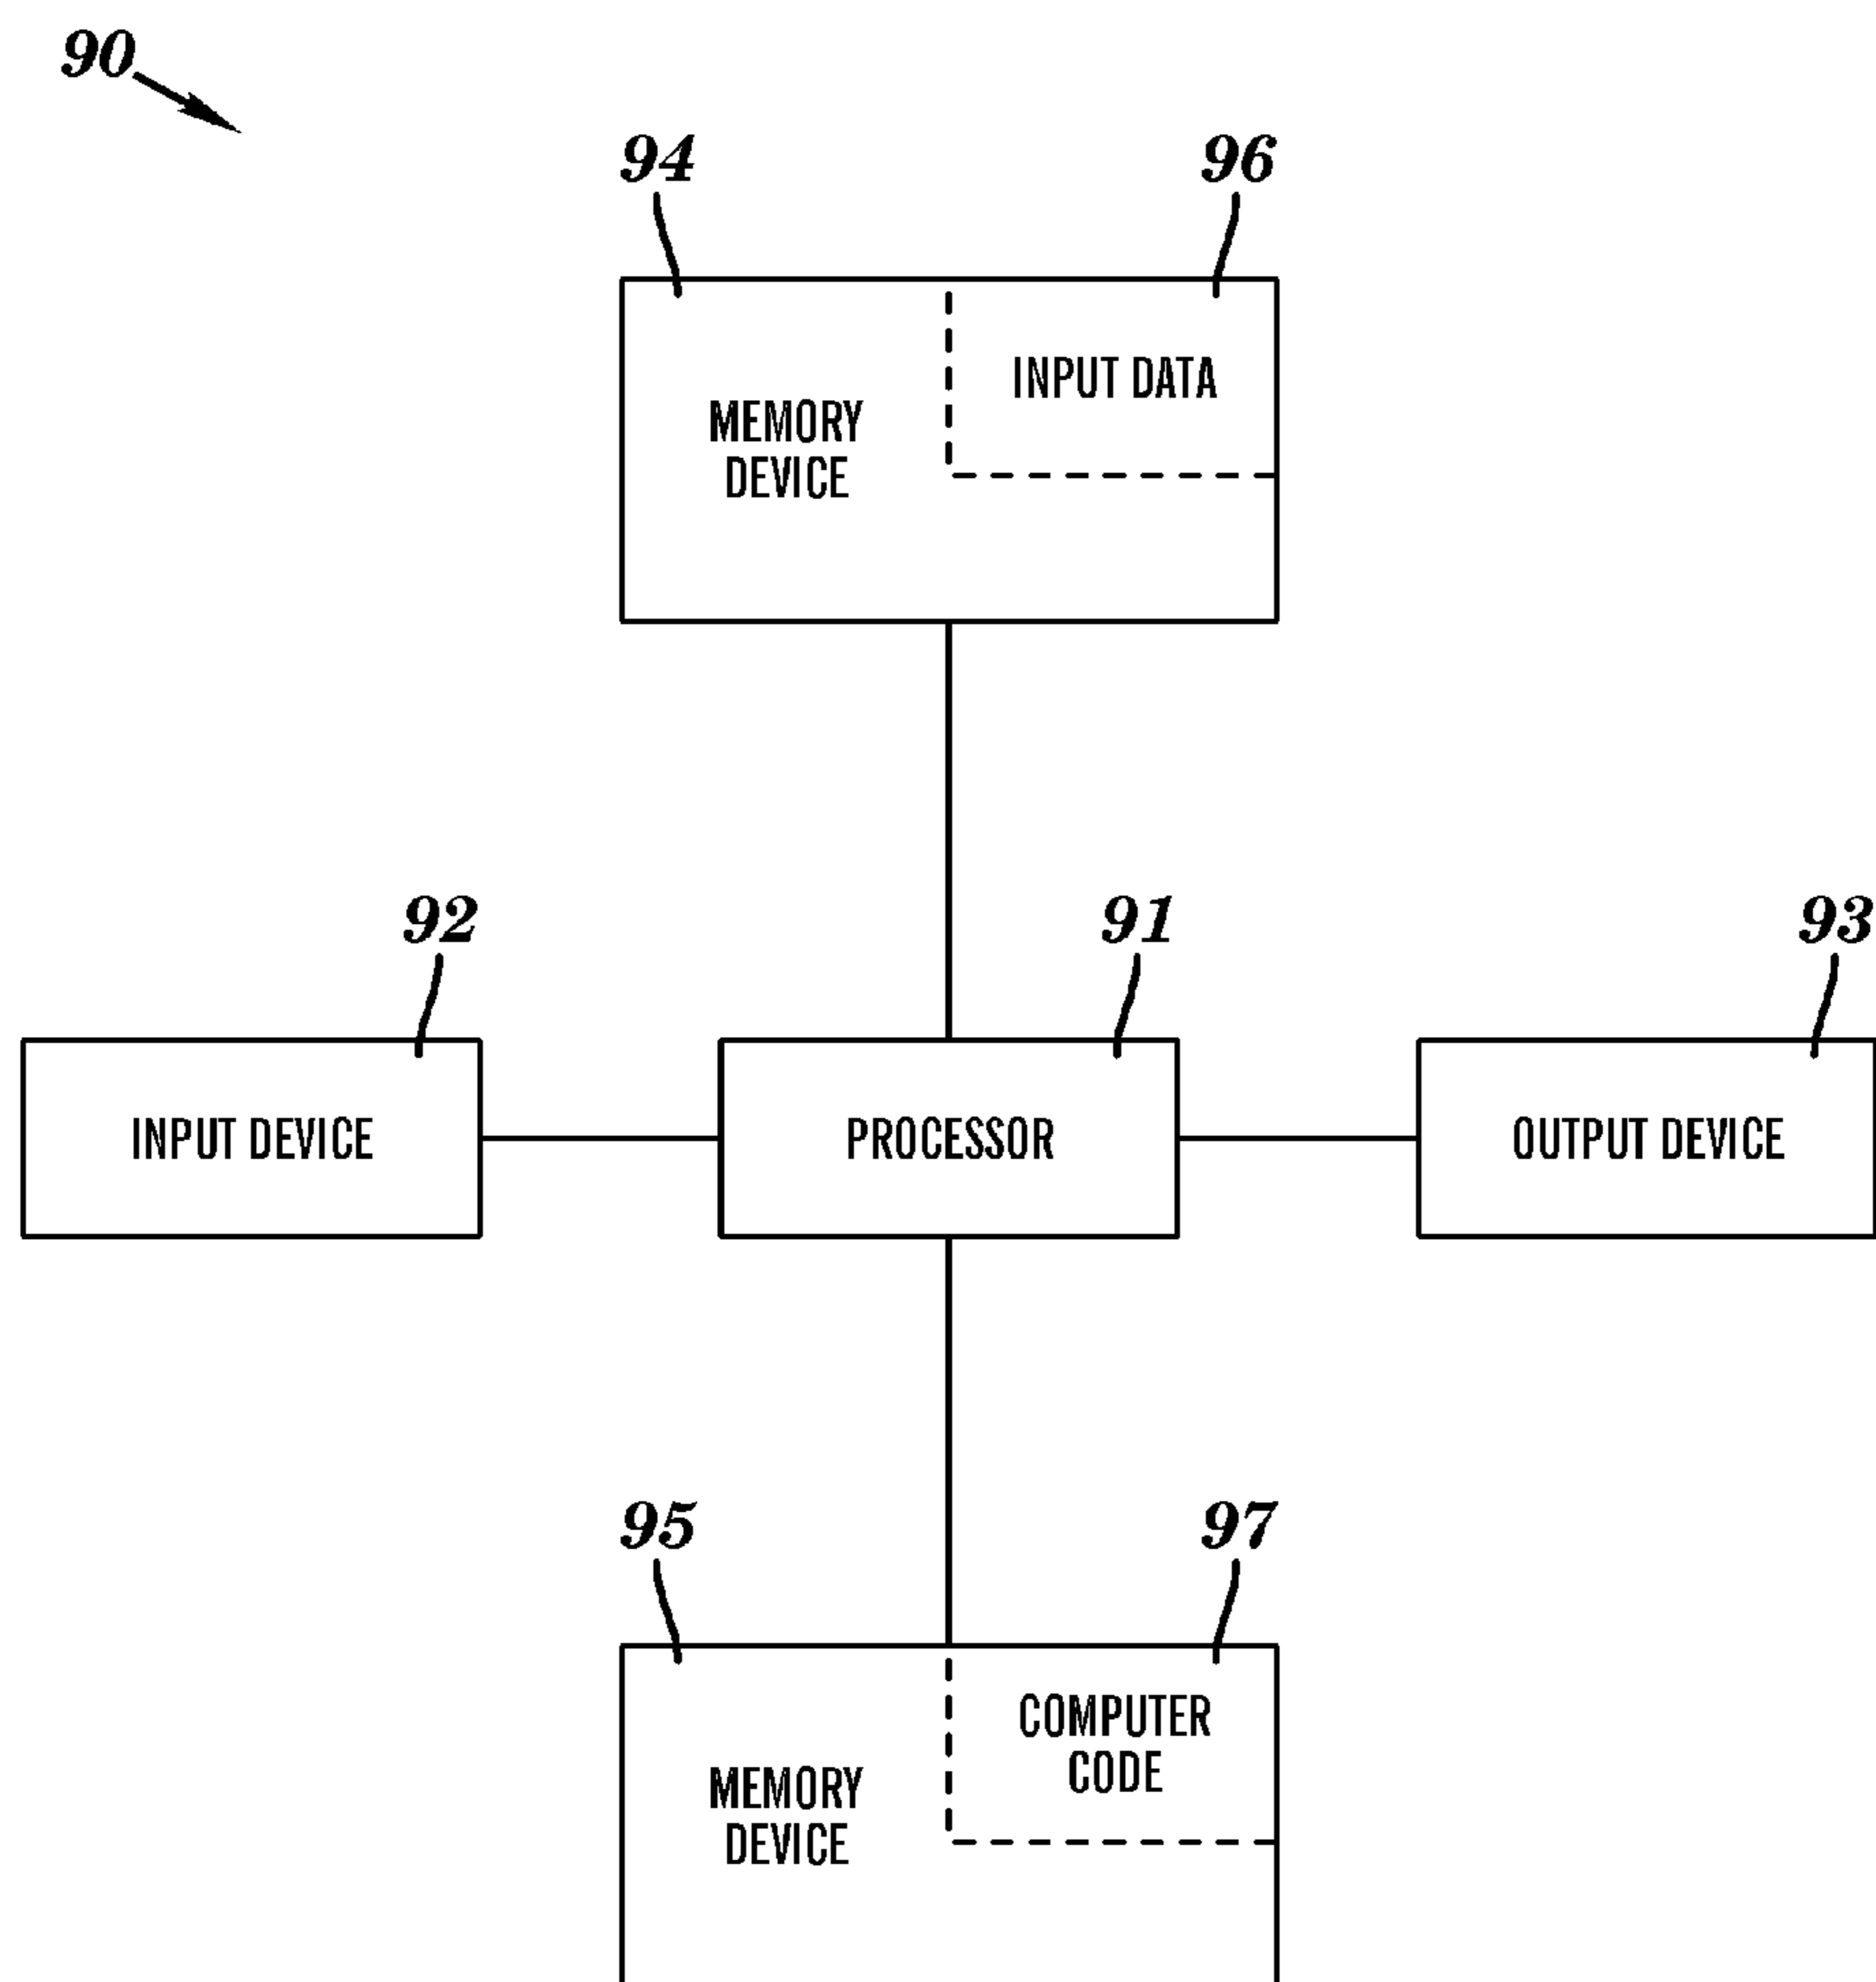 90
94
96
INPUT DATA
MEMORY
DEVICE
92
91
93
INPUT DEVICE
PROCESSOR
OUTPUT DEVICE
95
97
COMPUTER
CODE
MEMORY
DEVICE